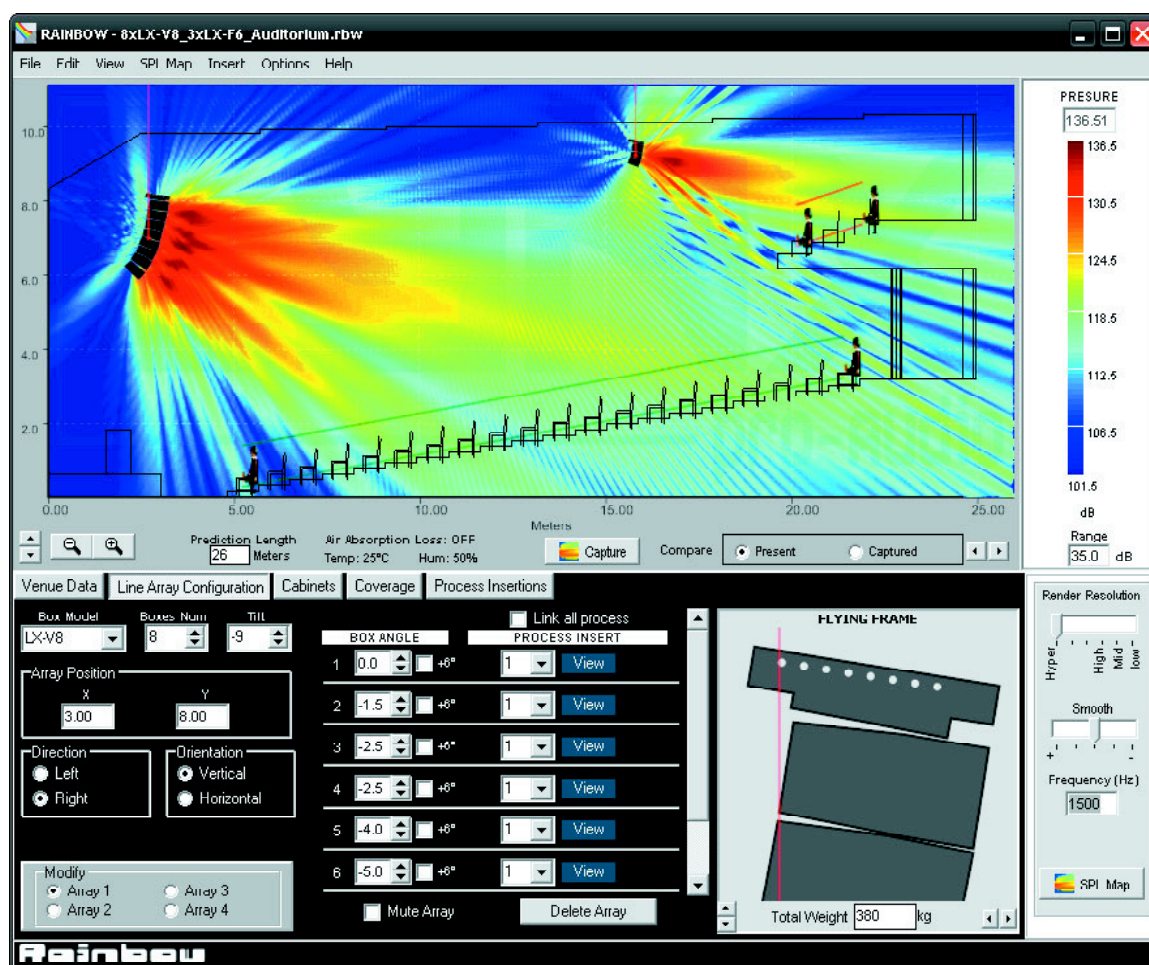 RAINBOW - 8xLX-V8_3xLX-F6_Auditorium.rbw
File Edit View SPL Map Insert Options Help
10.0
8.0
6.0
4.0
2.0
0.00 5.00 10.00 15.00 20.00 25.00
Meters
PRESURE
136.51
136.5
130.5
124.5
118.5
112.5
106.5
101.5
dB
Range
35.0 dB
Prediction Length
26 Meters
Air Absorption Loss: OFF
Temp: 25ºC Hum: 50%
Capture
Compare
Present
Captured
Venue Data
Line Array Configuration
Cabinets
Coverage
Process Insertions
Box Model
LX-V8
Boxes Num
8
Tilt
-9
Array Position
X Y
3.00 8.00
Direction
Left
Right
Orientation
Vertical
Horizontal
Modify
Array 1 Array 3
Array 2 Array 4
Link all process
BOX ANGLE PROCESS INSERT
1 0.0 +6º 1 View
2 -1.5 +6º 1 View
3 -2.5 +6º 1 View
4 -2.5 +6º 1 View
5 -4.0 +6º 1 View
6 -5.0 +6º 1 View
Mute Array
Delete Array
FLYING FRAME
Total Weight 380 kg
Render Resolution
Hyper High Mid low
Smooth
+ -
Frequency (Hz)
1500
SPL Map
Rainbow